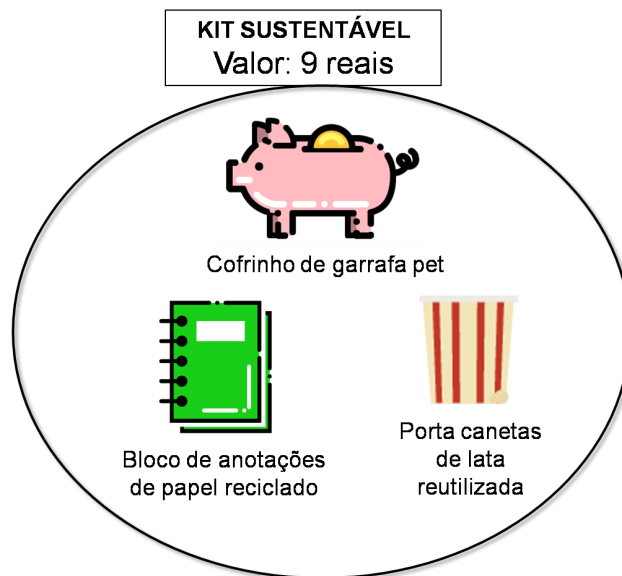 KIT SUSTENTÁVEL
Valor: 9 reais
Cofrinho de garrafa pet
Bloco de anotações
de papel reciclado
Porta canetas
de lata
reutilizada